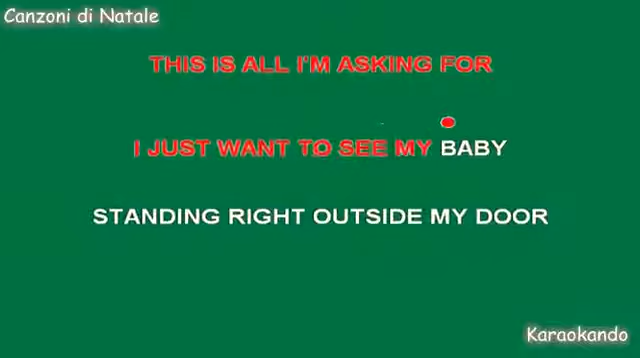 Canzoni di Natale
THIS IS ALL I'M ASKING FOR
I JUST WANT TO SEE MY BABY
STANDING RIGHT OUTSIDE MY DOOR
Karaokando